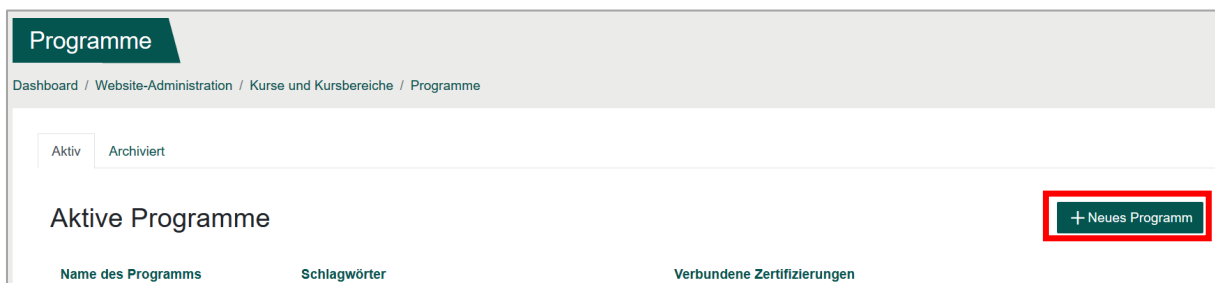 Programme
Dashboard / Website-Administration / Kurse und Kursbereiche / Programme
Aktiv Archiviert
Aktive Programme + Neues Programm
Name des Programms Schlagwörter Verbundene Zertifizierungen